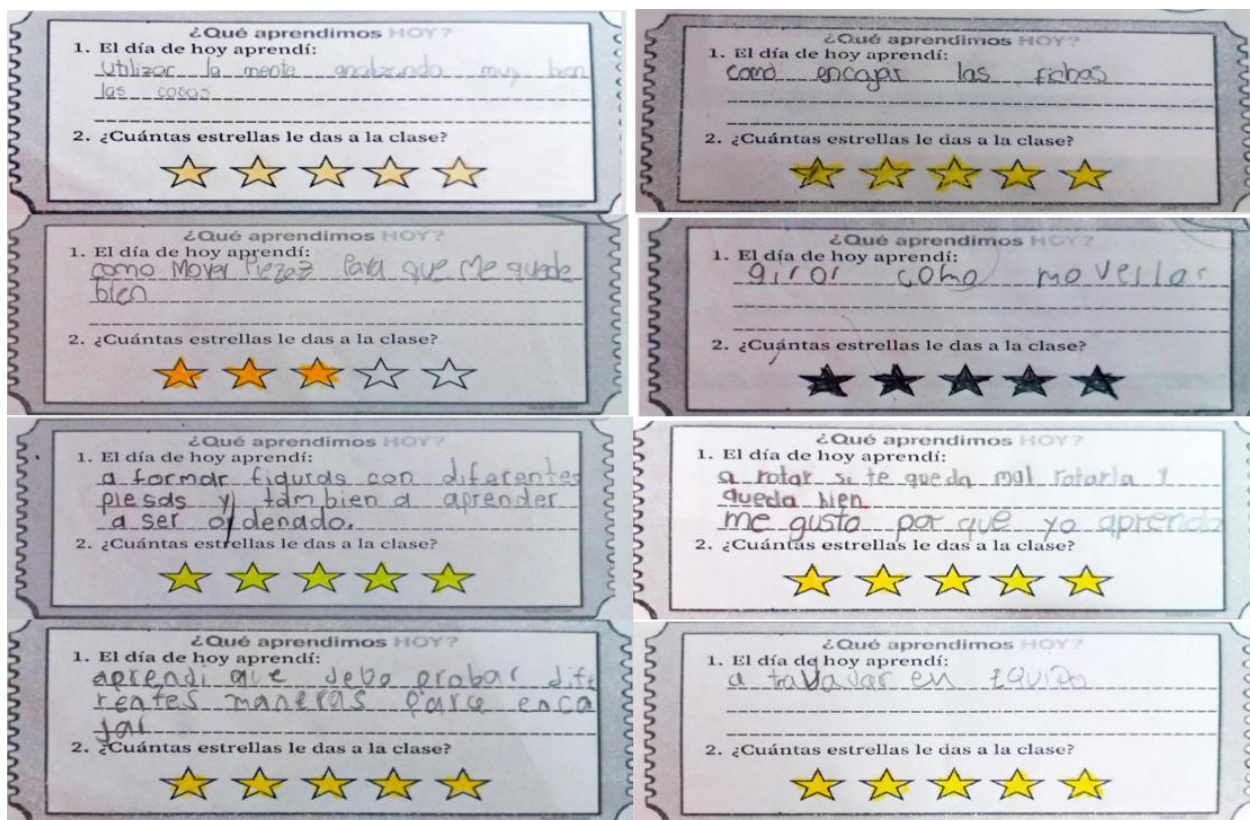 ¿Qué aprendimos HOY?
1. El día de hoy aprendí:
Utilizar la mente analizando muy bien
las cosas
2. ¿Cuántas estrellas le das a la clase?
¿Qué aprendimos HOY?
1. El día de hoy aprendí:
como encajar las fichas
2. ¿Cuántas estrellas le das a la clase?
¿Qué aprendimos HOY?
1. El día de hoy aprendí:
como Mover Piezaz Para que Me quede
bien
2. ¿Cuántas estrellas le das a la clase?
¿Qué aprendimos HOY?
1. El día de hoy aprendí:
giror como movellas
2. ¿Cuántas estrellas le das a la clase?
¿Qué aprendimos HOY?
1. El día de hoy aprendí:
a formar figuras con diferentes
piesas y tambien a aprender
a ser ordenado.
2. ¿Cuántas estrellas le das a la clase?
¿Qué aprendimos HOY?
1. El día de hoy aprendí:
a rotar si te queda mal rotarla y
queda bien
me gusto por que yo aprendo
2. ¿Cuántas estrellas le das a la clase?
¿Qué aprendimos HOY?
1. El día de hoy aprendí:
aprendi que debo probar dife
rentes maneras para enca
jar
2. ¿Cuántas estrellas le das a la clase?
¿Qué aprendimos HOY?
1. El día de hoy aprendí:
a tabajar en EQUIPO
2. ¿Cuántas estrellas le das a la clase?